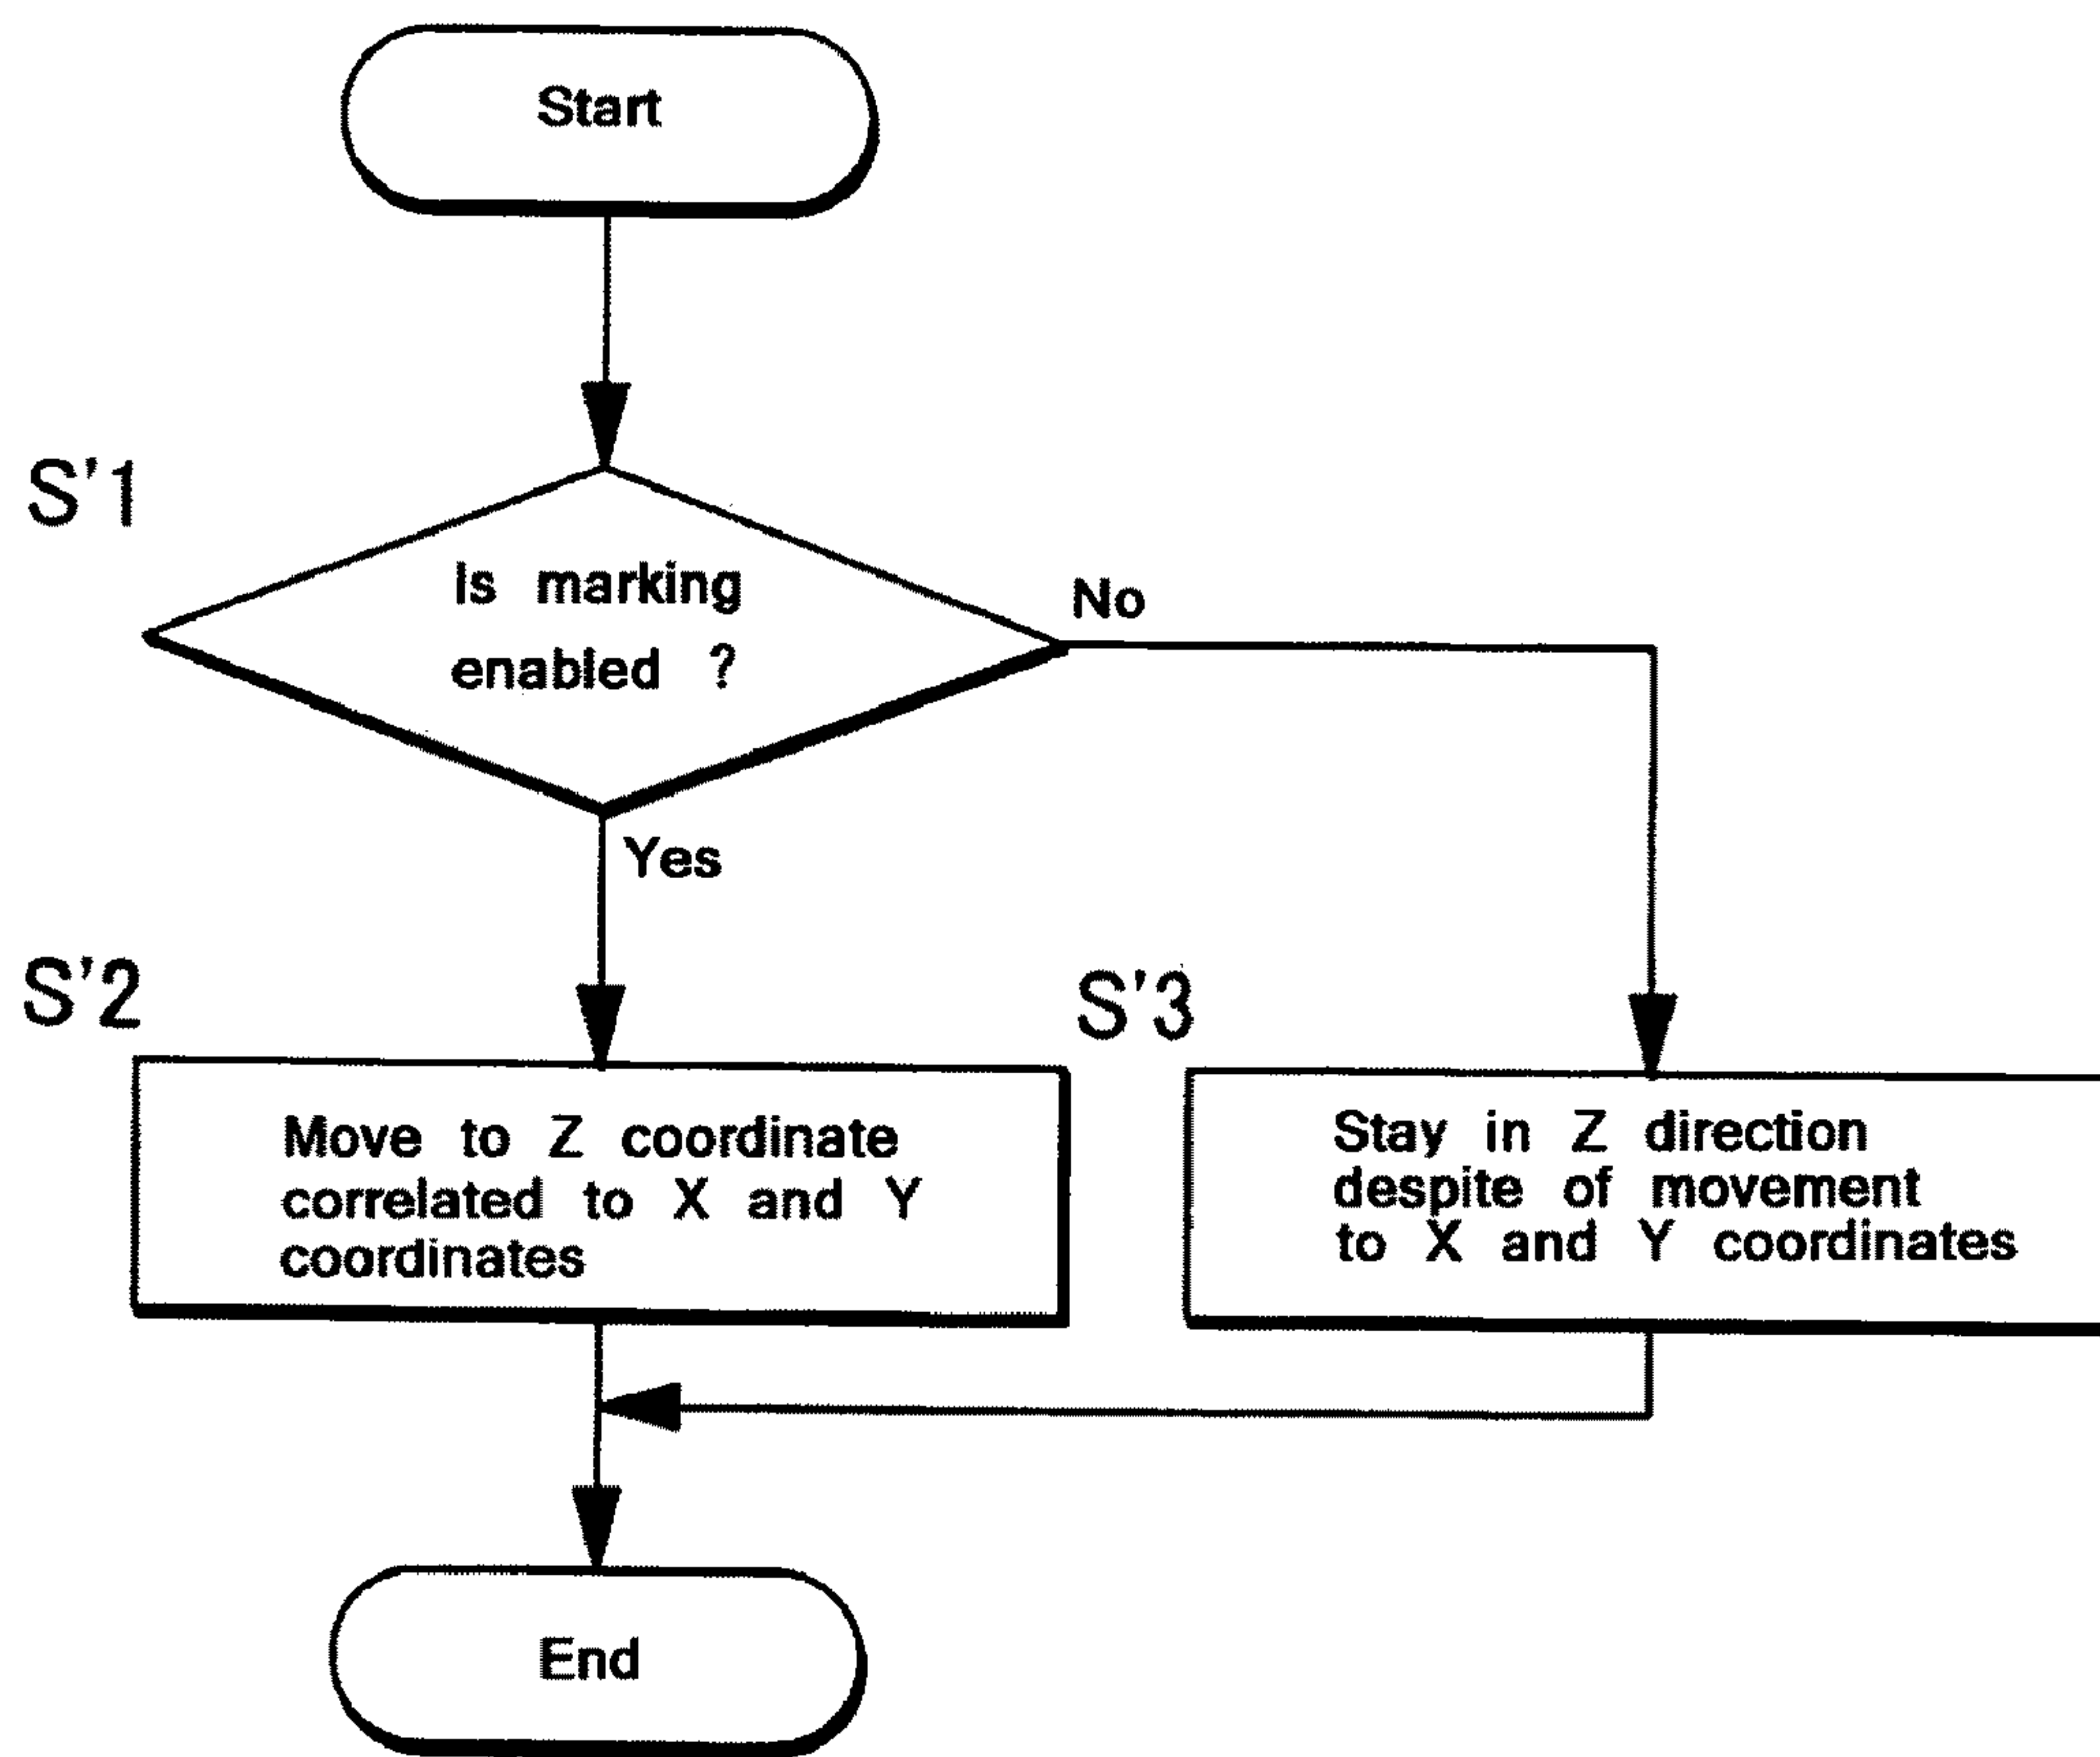 Start
S'1
Is marking
enabled ?
No
Yes
S'2
S'3
Move to Z coordinate
correlated to X and Y
coordinates
Stay in Z direction
despite of movement
to X and Y coordinates
End